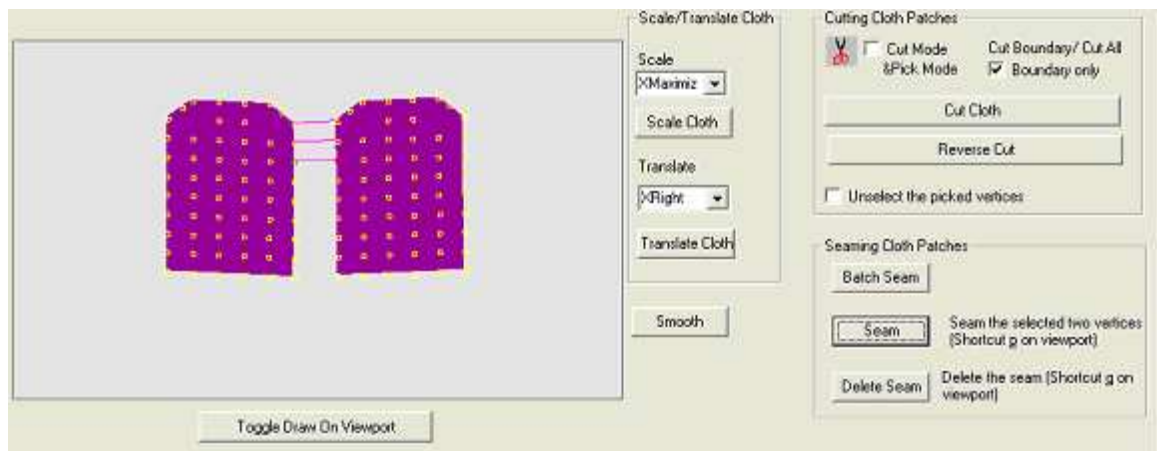 Scale/Translate Cloth
Scale
XMaximiz
Scale Cloth
Translate
XRight
Translate Cloth
Smooth
Toggle Draw On Viewport
Cutting Cloth Patches
Cut Mode
&Pick Mode
Cut Boundary/ Cut All
Boundary only
Cut Cloth
Reverse Cut
Unselect the picked vertices
Seaming Cloth Patches
Batch Seam
Seam
Seam the selected two vertices
(Shortcut g on viewport)
Delete Seam
Delete the seam (Shortcut g on
viewport)